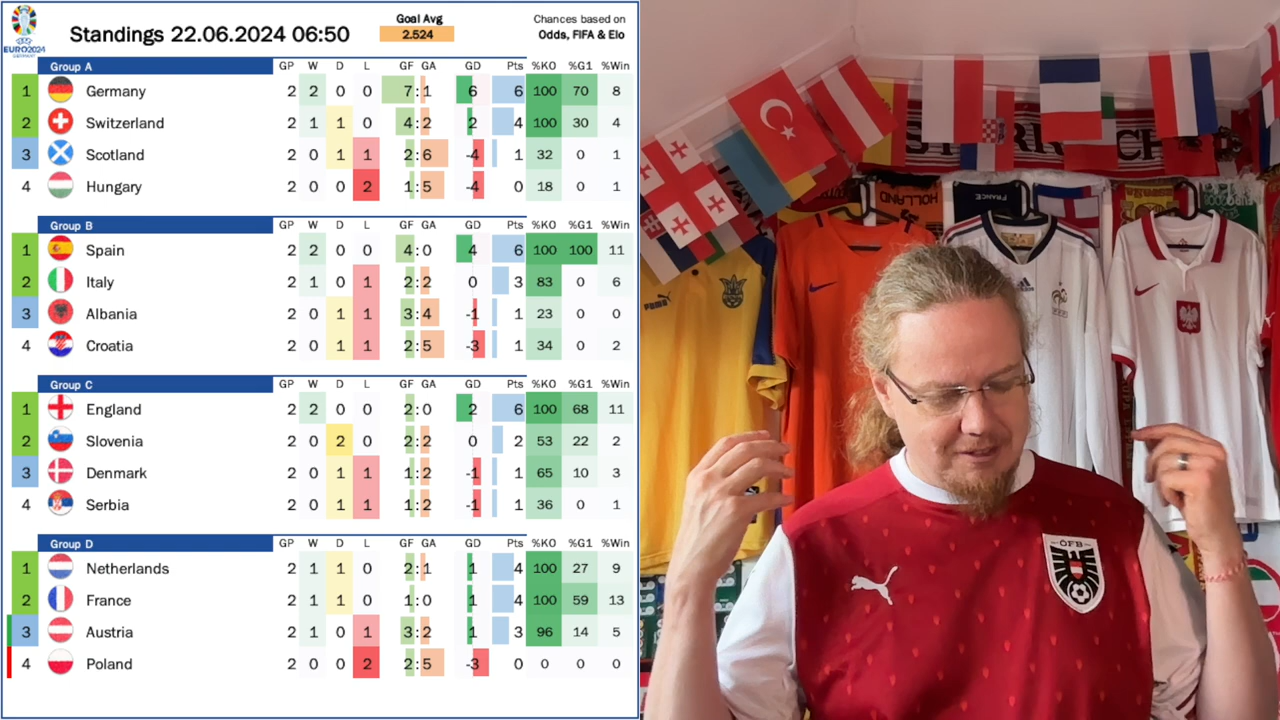 EURO2024
GERMANY
Standings 22.06.2024 06:50
Goal Avg
2.524
Chances based on
Odds, FIFA & Elo
Group A GP W D L GF GA GD Pts %KO %G1 %Win
1 Germany 2 2 0 0 7:1 6 6 100 70 8
2 Switzerland 2 1 1 0 4:2 2 4 100 30 4
3 Scotland 2 0 1 1 2:6 -4 1 32 0 1
4 Hungary 2 0 0 2 1:5 -4 0 18 0 1
Group B GP W D L GF GA GD Pts %KO %G1 %Win
1 Spain 2 2 0 0 4:0 4 6 100 100 11
2 Italy 2 1 0 1 2:2 0 3 83 0 6
3 Albania 2 0 1 1 3:4 -1 1 23 0 0
4 Croatia 2 0 1 1 2:5 -3 1 34 0 2
Group C GP W D L GF GA GD Pts %KO %G1 %Win
1 England 2 2 0 0 2:0 2 6 100 68 11
2 Slovenia 2 0 2 0 2:2 0 2 53 22 2
3 Denmark 2 0 1 1 1:2 -1 1 65 10 3
4 Serbia 2 0 1 1 1:2 -1 1 36 0 1
Group D GP W D L GF GA GD Pts %KO %G1 %Win
1 Netherlands 2 1 1 0 2:1 1 4 100 27 9
2 France 2 1 1 0 1:0 1 4 100 59 13
3 Austria 2 1 0 1 3:2 1 3 96 14 5
4 Poland 2 0 0 2 2:5 -3 0 0 0 0
HOLLAND
FRANCE
PUMA
adidas
ÖFB